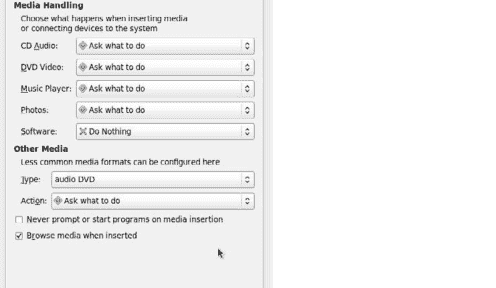 Media Handling
Choose what happens when inserting media
or connecting devices to the system
CD Audio: Ask what to do
DVD Video: Ask what to do
Music Player: Ask what to do
Photos: Ask what to do
Software: Do Nothing
Other Media
Less common media formats can be configured here
Type: audio DVD
Action: Ask what to do
Never prompt or start programs on media insertion
Browse media when inserted